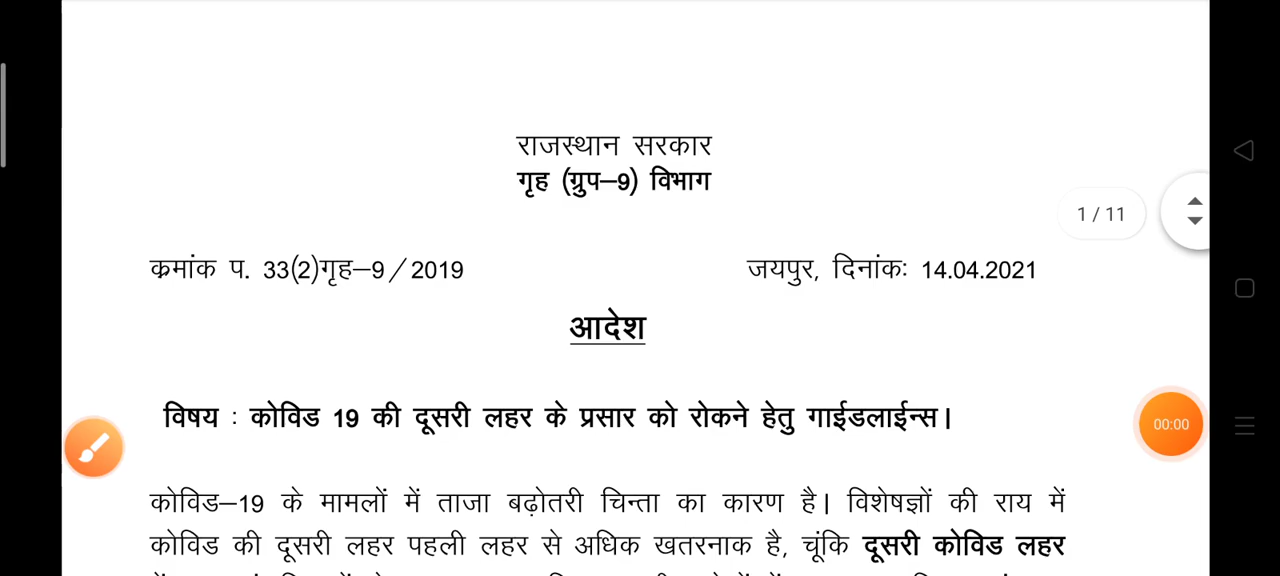 राजस्थान सरकार
गृह (ग्रुप–9) विभाग
1 / 11
क्रमांक प. 33(2)गृह–9/2019
जयपुर, दिनांकः 14.04.2021
आदेश
विषय : कोविड 19 की दूसरी लहर के प्रसार को रोकने हेतु गाईडलाईन्स।
00:00
कोविड–19 के मामलों में ताजा बढ़ोतरी चिन्ता का कारण है। विशेषज्ञों की राय में
कोविड की दूसरी लहर पहली लहर से अधिक खतरनाक है, चूंकि दूसरी कोविड लहर